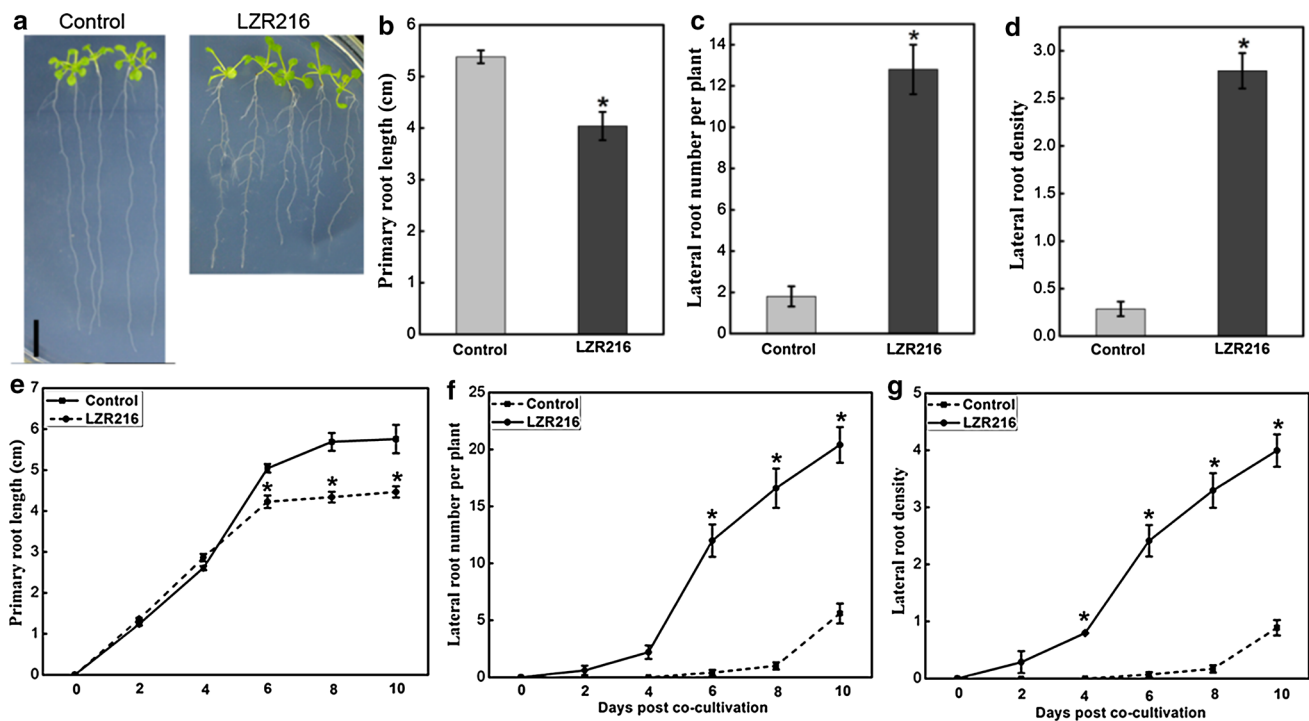 a
Control
LZR216
b
Primary root length (cm)
6
5
4
3
2
1
0
*
Control
LZR216
c
Lateral root number per plant
14
12
10
8
6
4
2
0
*
Control
LZR216
d
Lateral root density
3.0
2.5
2.0
1.5
1.0
0.5
0.0
*
Control
LZR216
e
Primary root length (cm)
7
6
5
4
3
2
1
0
Control
LZR216
* * *
0 2 4 6 8 10
f
Lateral root number per plant
25
20
15
10
5
0
Control
LZR216
* * *
0 2 4 6 8 10
Days post co-cultivation
g
Lateral root density
5
4
3
2
1
0
Control
LZR216
* * * *
0 2 4 6 8 10
Days post co-cultivation